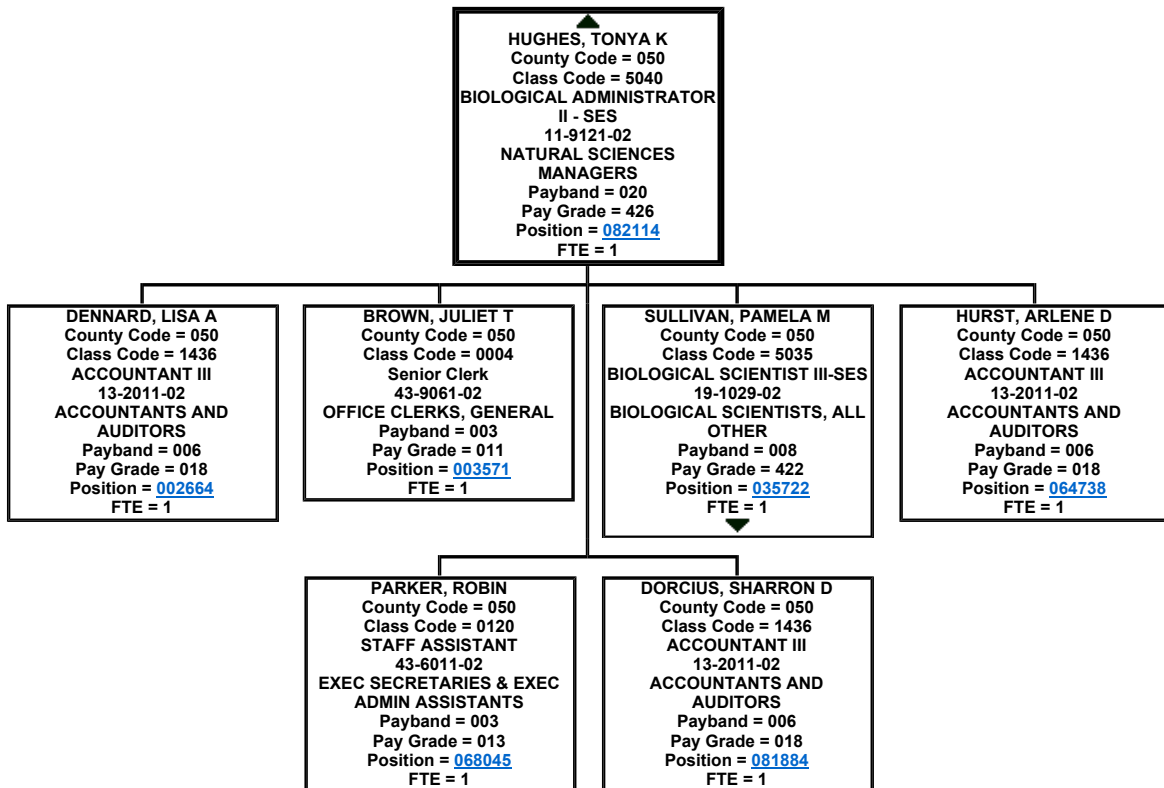 HUGHES, TONYA K
County Code = 050
Class Code = 5040
BIOLOGICAL ADMINISTRATOR
II - SES
11-9121-02
NATURAL SCIENCES
MANAGERS
Payband = 020
Pay Grade = 426
Position = 082114
FTE = 1
DENNARD, LISA A
County Code = 050
Class Code = 1436
ACCOUNTANT III
13-2011-02
ACCOUNTANTS AND
AUDITORS
Payband = 006
Pay Grade = 018
Position = 002664
FTE = 1
BROWN, JULIET T
County Code = 050
Class Code = 0004
Senior Clerk
43-9061-02
OFFICE CLERKS, GENERAL
Payband = 003
Pay Grade = 011
Position = 003571
FTE = 1
SULLIVAN, PAMELA M
County Code = 050
Class Code = 5035
BIOLOGICAL SCIENTIST III-SES
19-1029-02
BIOLOGICAL SCIENTISTS, ALL
OTHER
Payband = 008
Pay Grade = 422
Position = 035722
FTE = 1
HURST, ARLENE D
County Code = 050
Class Code = 1436
ACCOUNTANT III
13-2011-02
ACCOUNTANTS AND
AUDITORS
Payband = 006
Pay Grade = 018
Position = 064738
FTE = 1
PARKER, ROBIN
County Code = 050
Class Code = 0120
STAFF ASSISTANT
43-6011-02
EXEC SECRETARIES & EXEC
ADMIN ASSISTANTS
Payband = 003
Pay Grade = 013
Position = 068045
FTE = 1
DORCIUS, SHARRON D
County Code = 050
Class Code = 1436
ACCOUNTANT III
13-2011-02
ACCOUNTANTS AND
AUDITORS
Payband = 006
Pay Grade = 018
Position = 081884
FTE = 1